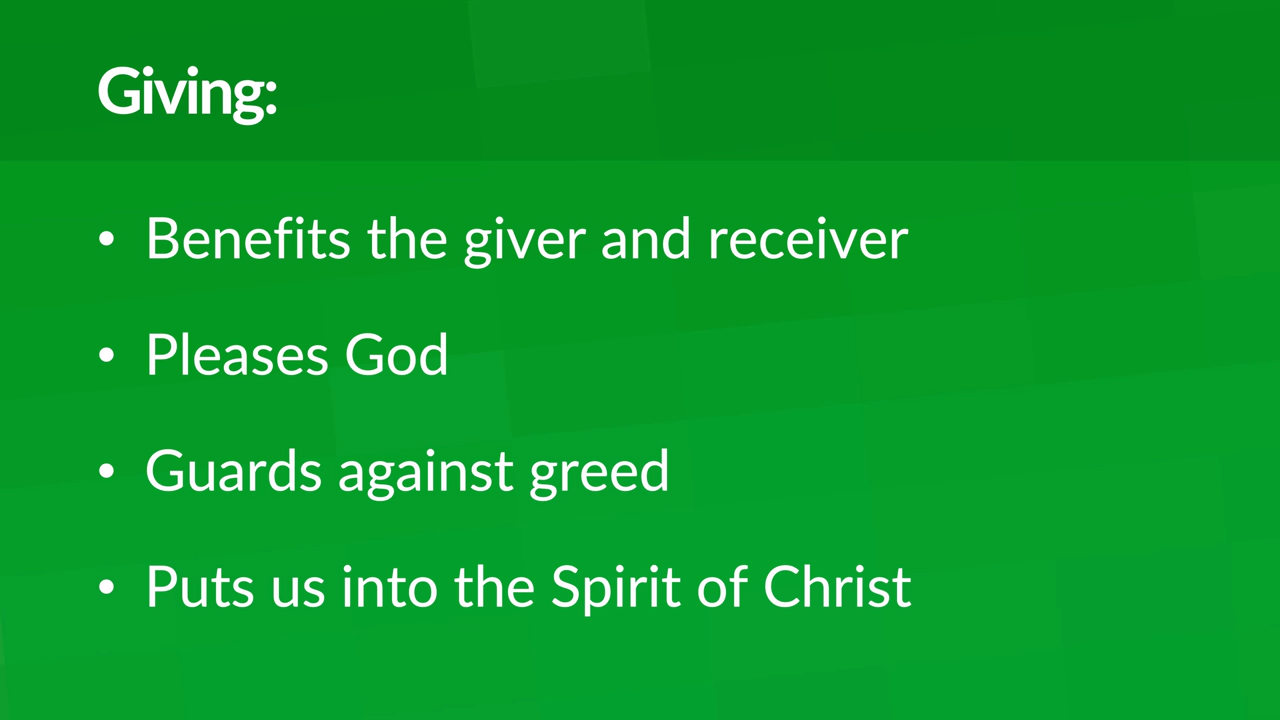 Giving:
• Benefits the giver and receiver
• Pleases God
• Guards against greed
• Puts us into the Spirit of Christ